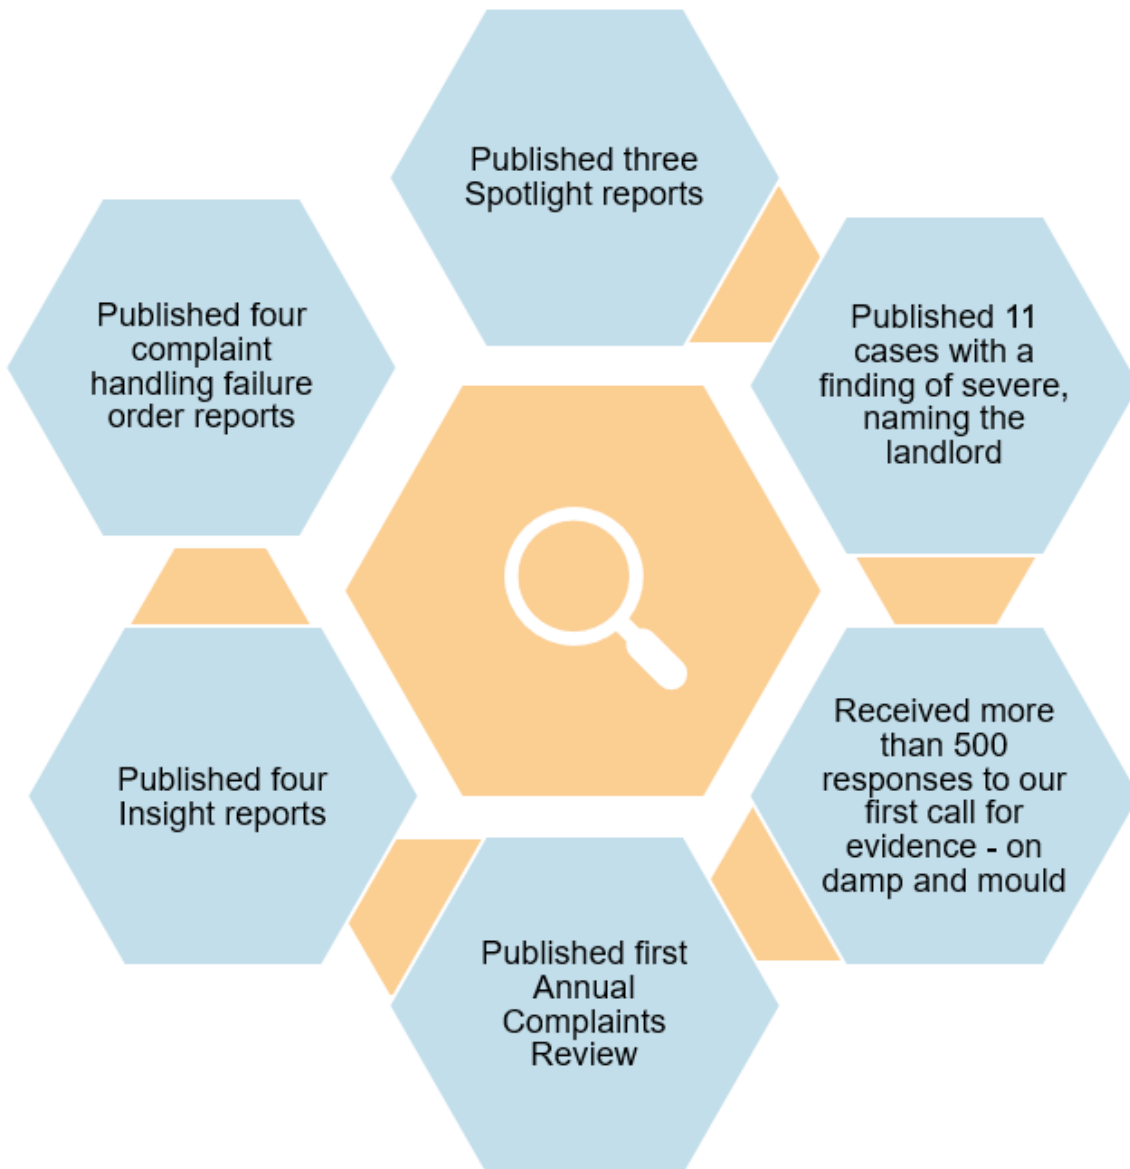 Published three
Spotlight reports
Published 11
cases with a
finding of severe,
naming the
landlord
Received more
than 500
responses to our
first call for
evidence - on
damp and mould
Published first
Annual
Complaints
Review
Published four
Insight reports
Published four
complaint
handling failure
order reports